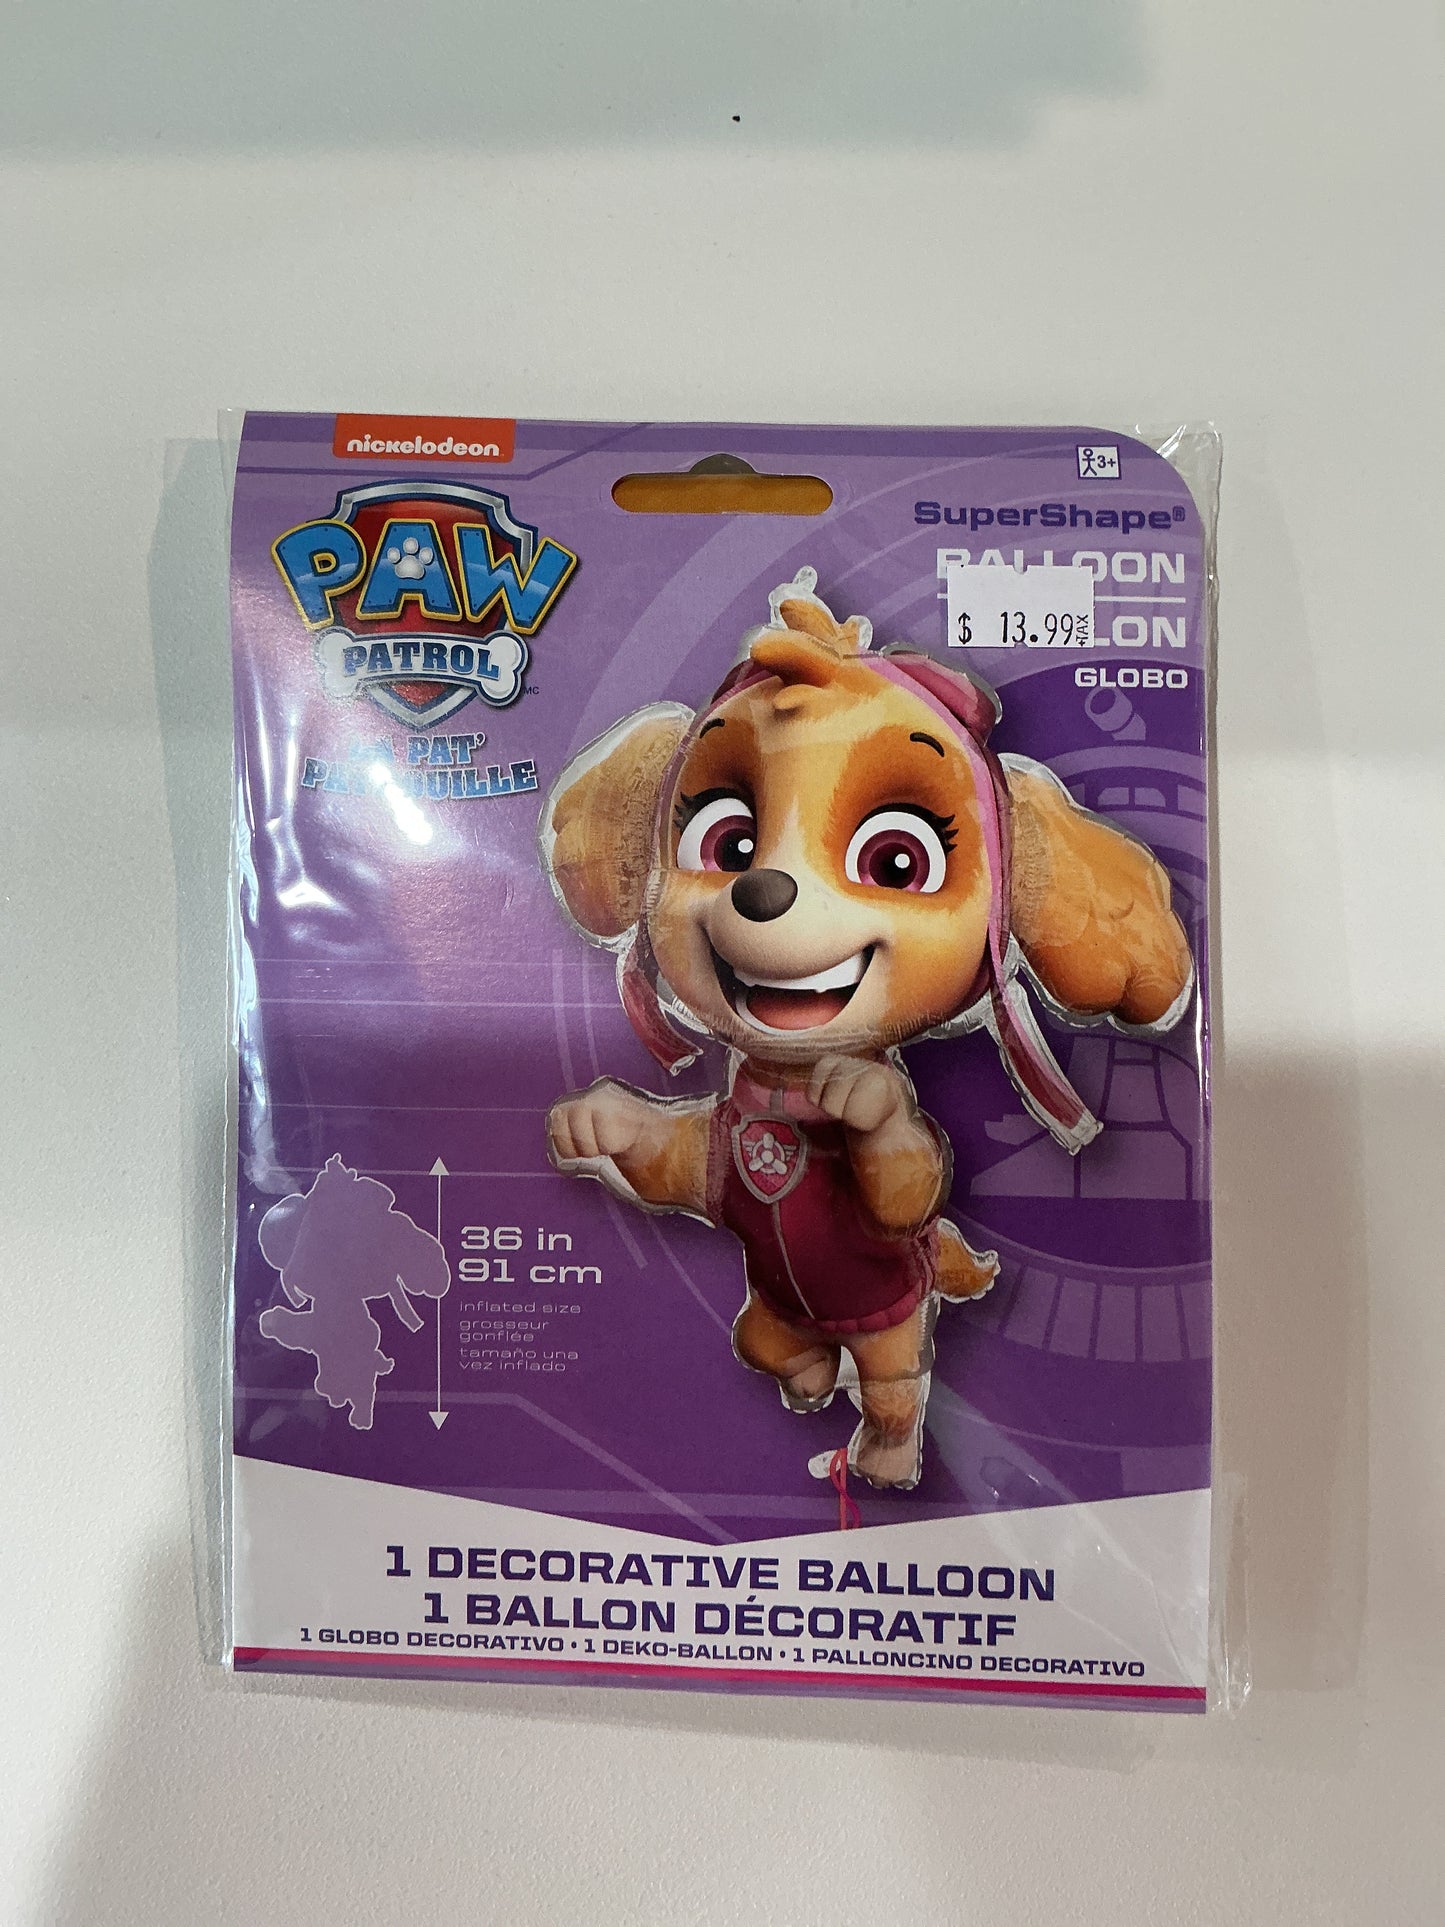 nickelodeon
3+
PAW
PATROL
MC
PAT'
SuperShape®
BALLOON
$ 13.99 +TAX
LON
GLOBO
36 in
91 cm
inflated size
grosseur
gonflée
tamaño una
vez inflado
1 DECORATIVE BALLOON
1 BALLON DÉCORATIF
1 GLOBO DECORATIVO • 1 DEKO-BALLON • 1 PALLONCINO DECORATIVO